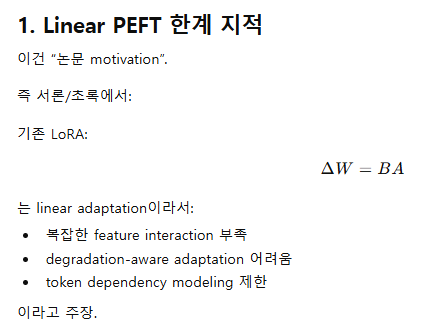 1. Linear PEFT 한계 지적
이건 “논문 motivation”.
즉 서론/초록에서:
기존 LoRA:
ΔW = BA
는 linear adaptation이라서:
• 복잡한 feature interaction 부족
• degradation-aware adaptation 어려움
• token dependency modeling 제한
이라고 주장.